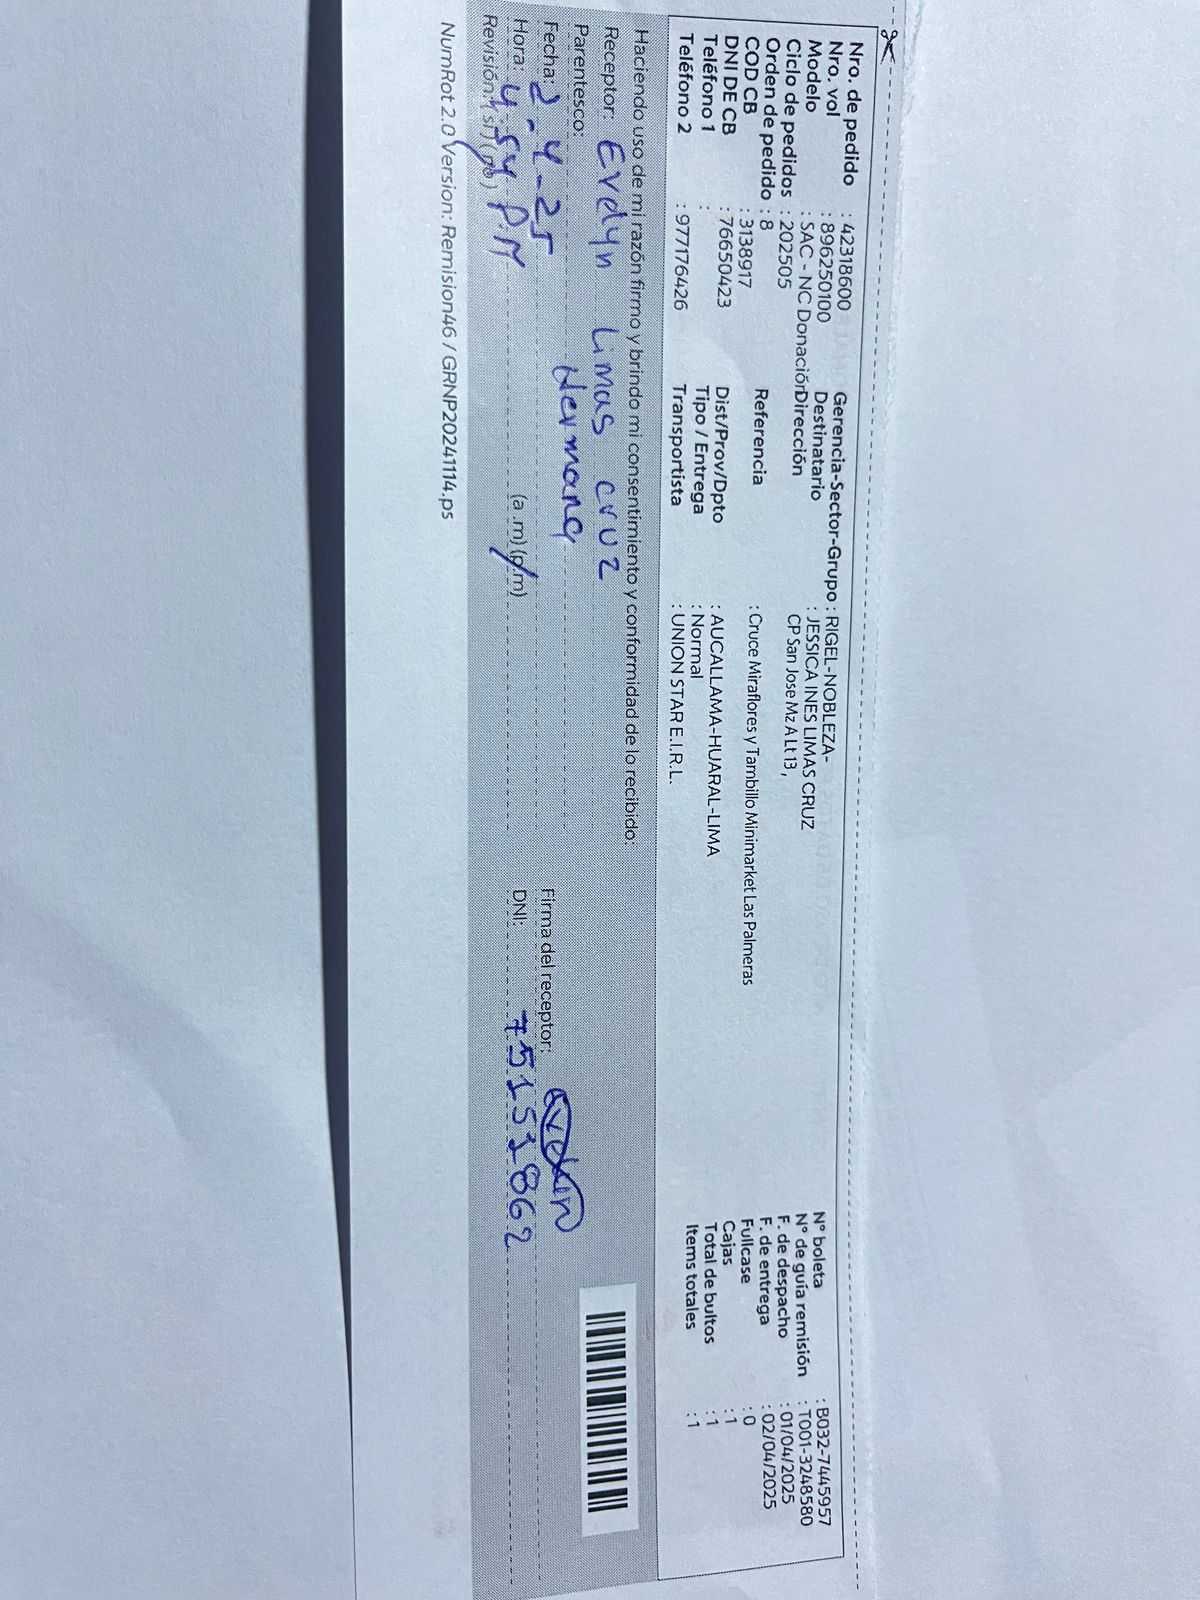 Nro. de pedido : 42318600
Nro. vol : 896250100
Modelo : SAC - NC Donación
Ciclo de pedidos : 202505
Orden de pedido : 8
COD CB : 3138917
DNI DE CB : 76650423
Teléfono 1 :
Teléfono 2 : 977176426
Gerencia-Sector-Grupo : RIGEL-NOBLEZA-
Destinatario : JESSICA INES LIMAS CRUZ
Dirección CP San Jose Mz A Lt 13,
Referencia : Cruce Miraflores y Tambillo Minimarket Las Palmeras
Dist/Prov/Dpto : AUCALLAMA-HUARAL-LIMA
Tipo / Entrega : Normal
Transportista : UNION STAR E.I.R.L.
N° boleta : B032-7445957
N° de guía remisión : T001-3248580
F. de despacho : 01/04/2025
F. de entrega : 02/04/2025
Fullcase : 0
Cajas : 1
Total de bultos : 1
Items totales : 1
Haciendo uso de mi razón firmo y brindo mi consentimiento y conformidad de lo recibido:
Receptor: Evelyn Limas Cruz
Parentesco: Hermana
Fecha: 2-4-25
Firma del receptor: Evelyn
Hora: 4:54 P.M (a .m) (p.m)
DNI: 75151862
Revisión: ( si ) ( no )
NumRot 2.0 Version: Remision46 / GRNP20241114.ps